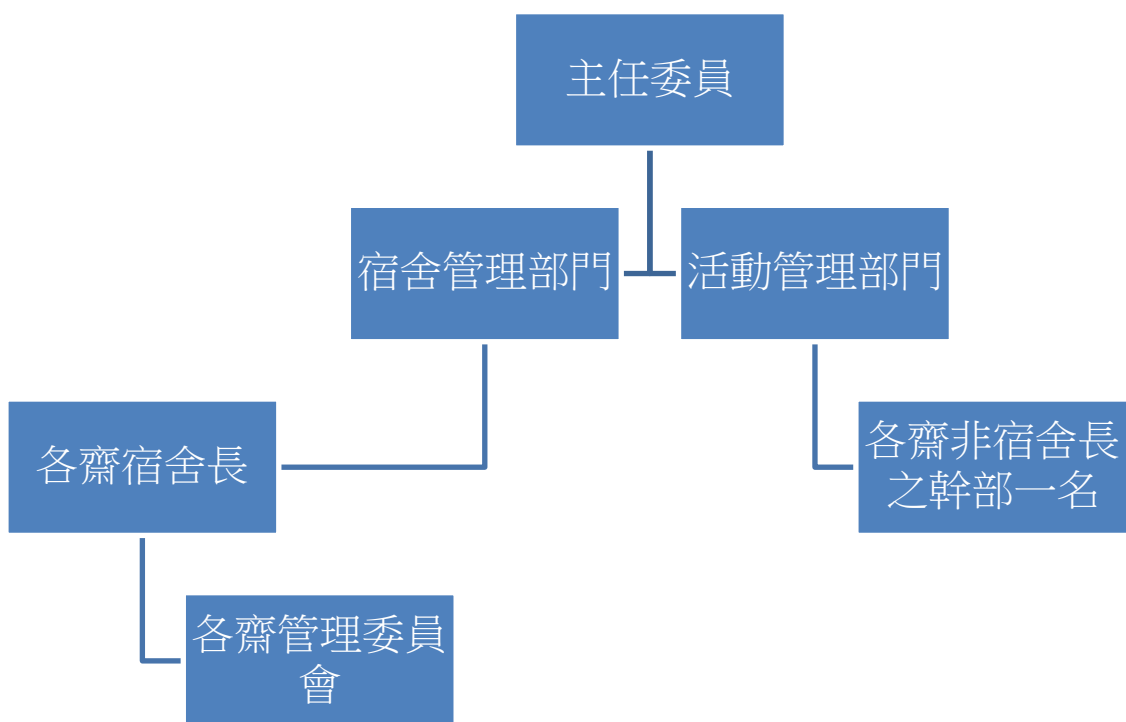 主任委員
宿舍管理部門
活動管理部門
各齋宿舍長
各齋非宿舍長
之幹部一名
各齋管理委員
會